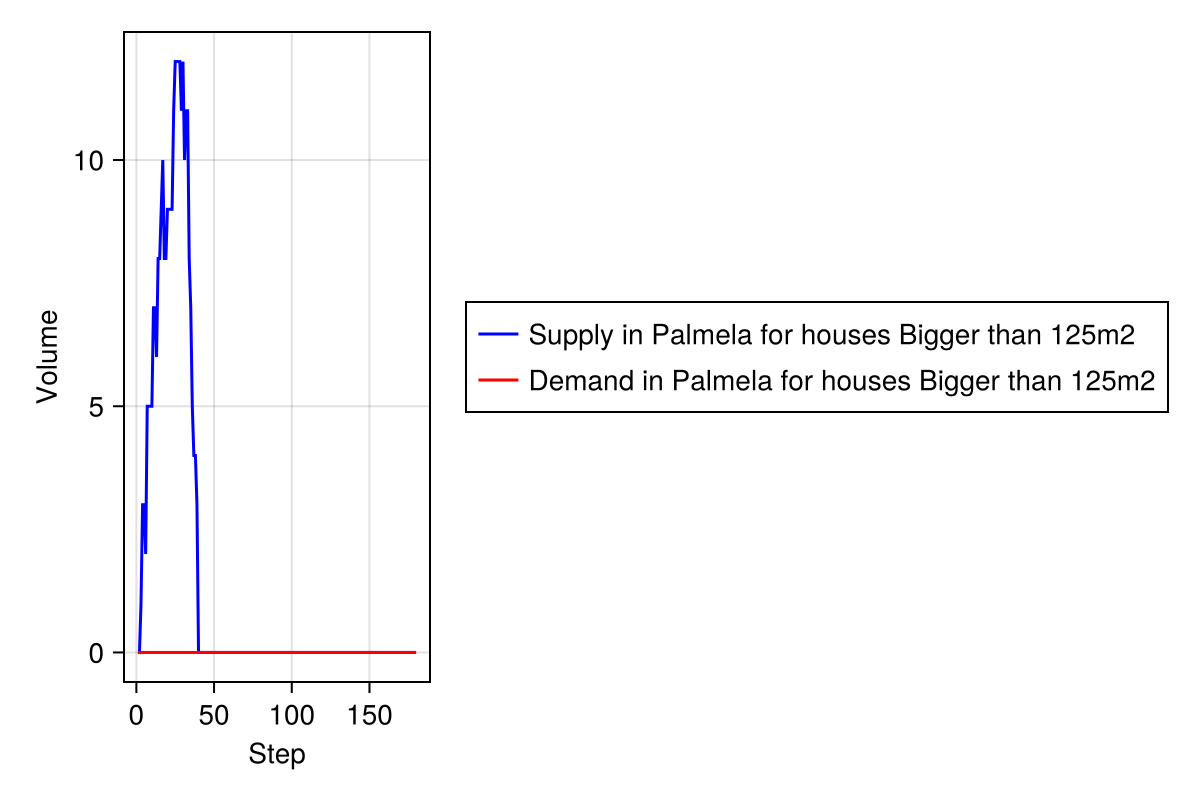 10
5
0
Volume
0 50 100 150
Step
Supply in Palmela for houses Bigger than 125m2
Demand in Palmela for houses Bigger than 125m2